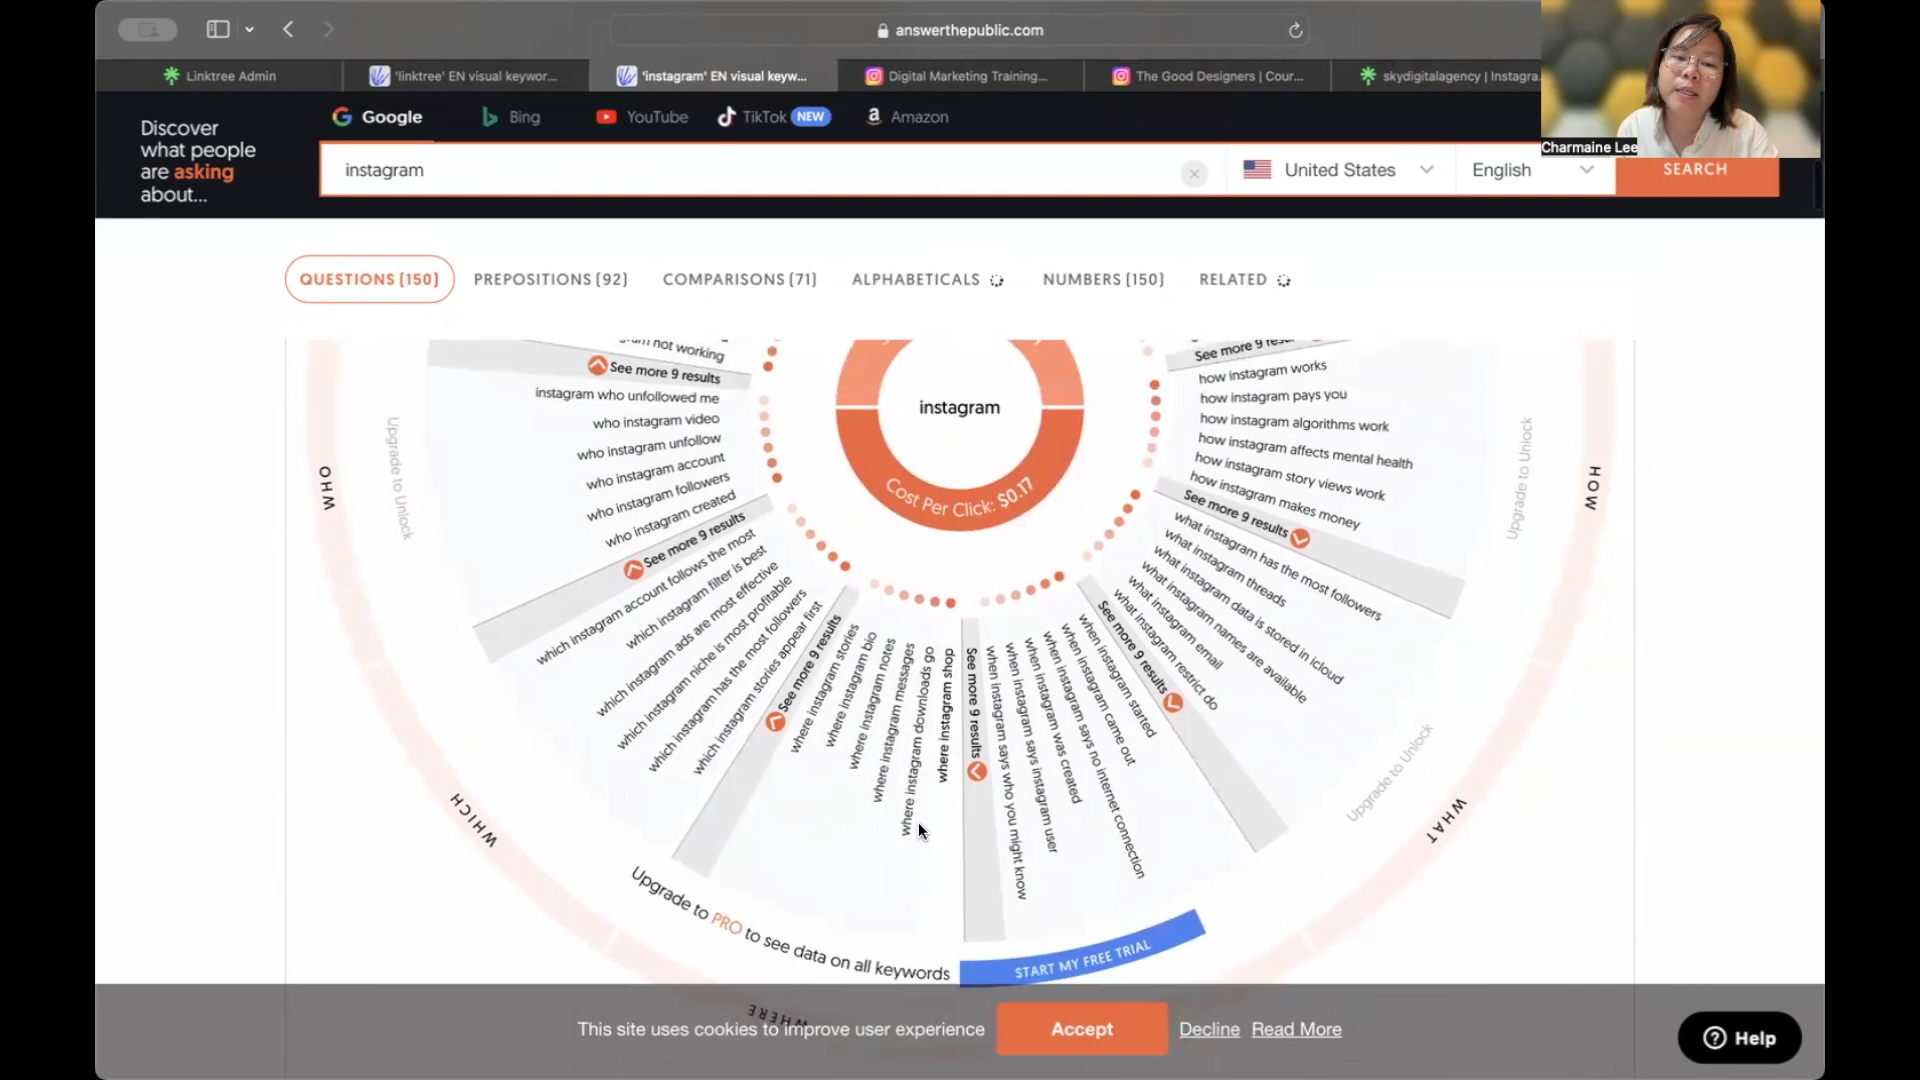 answerthepublic.com
Linktree Admin
'linktree' EN visual keywor...
'instagram' EN visual keyw...
Digital Marketing Training...
The Good Designers | Cour...
skydigitalagency | Instagra
Charmaine Lee
Discover
what people
are asking
about...
Google
Bing
YouTube
TikTok NEW
Amazon
instagram
United States
English
SEARCH
QUESTIONS (150)
PREPOSITIONS (92)
COMPARISONS (71)
ALPHABETICALS
NUMBERS (150)
RELATED
instagram
Cost Per Click: $0.17
not working
See more 9 results
instagram who unfollowed me
who instagram video
who instagram unfollow
who instagram account
who instagram followers
who instagram created
See more 9 results
which instagram account follows the most
which instagram filter is best
which instagram ads are most effective
which instagram niche is most profitable
which instagram has the most followers
which instagram stories appear first
See more 9 results
where instagram stories
where instagram bio
where instagram notes
where instagram messages
where instagram downloads go
where instagram shop
See more 9 results
when instagram says who you might know
when instagram says instagram user
when instagram was created
when instagram says no internet connection
when instagram came out
when instagram started
See more 9 results
what instagram restrict do
what instagram email
what instagram names are available
what instagram data is stored in icloud
what instagram threads
what instagram has the most followers
See more 9 results
how instagram makes money
how instagram story views work
how instagram affects mental health
how instagram algorithms work
how instagram pays you
how instagram works
See more 9
WHO
Upgrade to Unlock
WHICH
WHERE
WHAT
Upgrade to Unlock
HOW
Upgrade to Unlock
Upgrade to PRO to see data on all keywords
START MY FREE TRIAL
This site uses cookies to improve user experience
Accept
Decline
Read More
Help